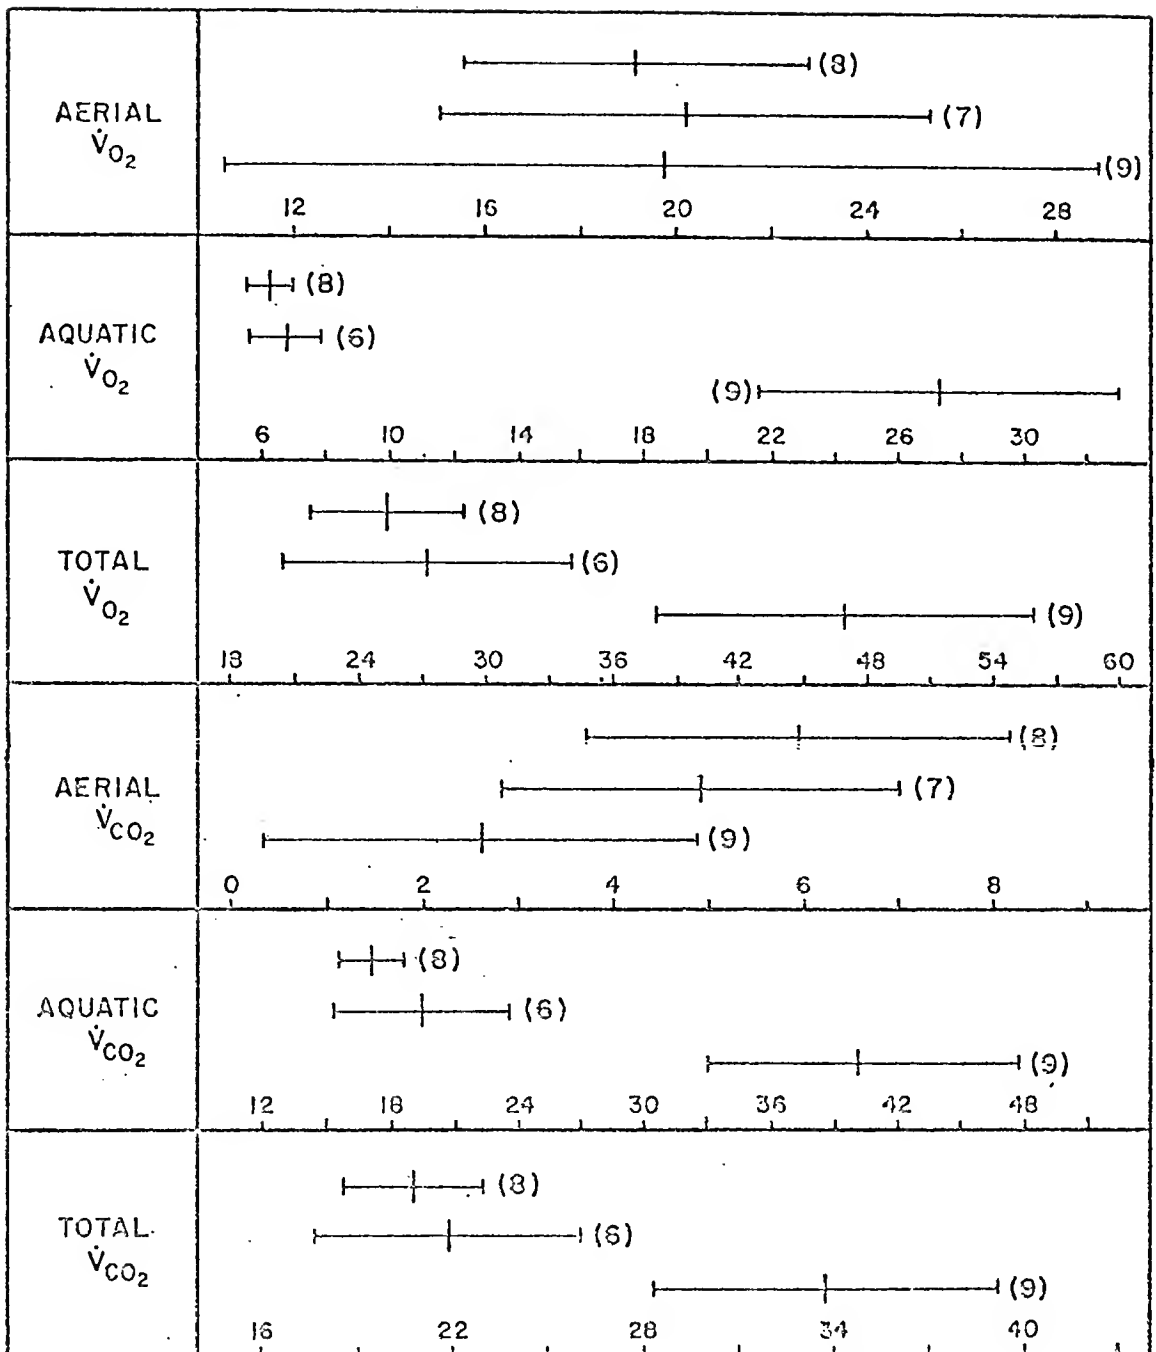 AERIAL
V̇O2
(8)
(7)
(9)
12 16 20 24 28
AQUATIC
V̇O2
(8)
(6)
(9)
6 10 14 18 22 26 30
TOTAL
V̇O2
(8)
(6)
(9)
18 24 30 36 42 48 54 60
AERIAL
V̇CO2
(8)
(7)
(9)
0 2 4 6 8
AQUATIC
V̇CO2
(8)
(6)
(9)
12 18 24 30 36 42 48
TOTAL
V̇CO2
(8)
(6)
(9)
16 22 28 34 40